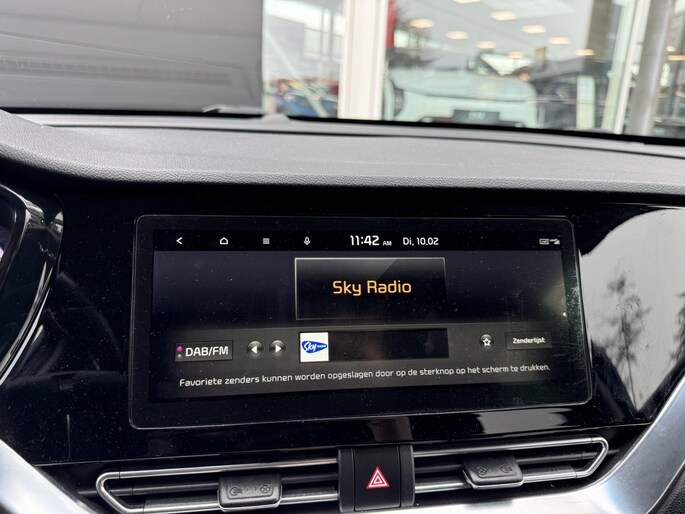 11:42 AM Di, 10.02
Sky Radio
DAB/FM
Sky
Zenderlijst
Favoriete zenders kunnen worden opgeslagen door op de sterknop op het scherm te drukken.